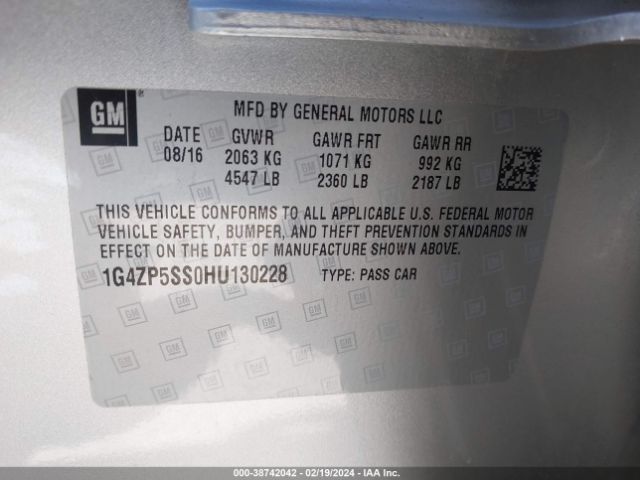 GM
MFD BY GENERAL MOTORS LLC
DATE GVWR GAWR FRT GAWR RR
08/16 2063 KG 1071 KG 992 KG
4547 LB 2360 LB 2187 LB
THIS VEHICLE CONFORMS TO ALL APPLICABLE U.S. FEDERAL MOTOR
VEHICLE SAFETY, BUMPER, AND THEFT PREVENTION STANDARDS IN
EFFECT ON THE DATE OF MANUFACTURE SHOWN ABOVE.
1G4ZP5SS0HU130228 TYPE: PASS CAR
000-38742042 - 02/19/2024 - IAA Inc.